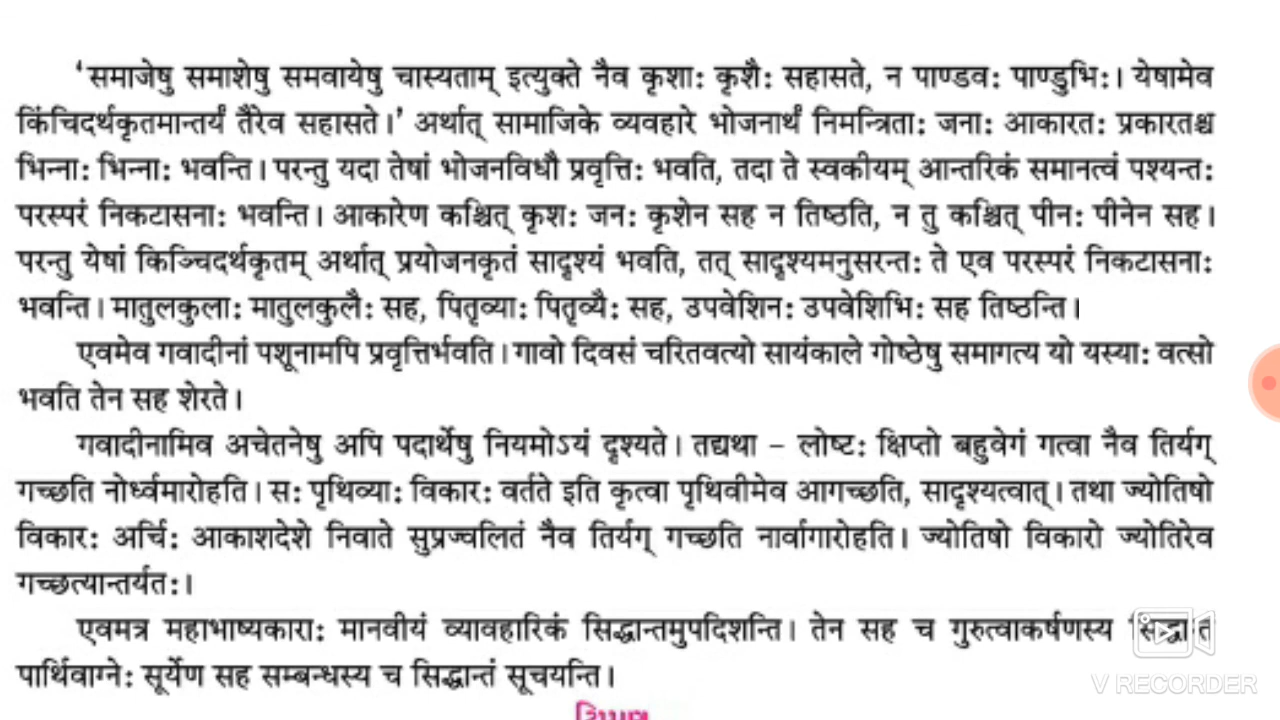 ‘समाजेषु समाशेषु समवायेषु चास्यताम् इत्युक्ते नैव कृशाः कृशैः सहासते, न पाण्डवः पाण्डुभिः। येषामेव
किंचिदर्थकृतमान्तर्यं तैरेव सहासते।’ अर्थात् सामाजिके व्यवहारे भोजनार्थं निमन्त्रिताः जनाः आकारतः प्रकारतश्च
भिन्नाः भिन्नाः भवन्ति। परन्तु यदा तेषां भोजनविधौ प्रवृत्तिः भवति, तदा ते स्वकीयम् आन्तरिकं समानत्वं पश्यन्तः
परस्परं निकटासनाः भवन्ति। आकारेण कश्चित् कृशः जनः कृशेन सह न तिष्ठति, न तु कश्चित् पीनः पीनेन सह।
परन्तु येषां किञ्चिदर्थकृतम् अर्थात् प्रयोजनकृतं सादृश्यं भवति, तत् सादृश्यमनुसरन्तः ते एव परस्परं निकटासनाः
भवन्ति। मातुलकुलाः मातुलकुलैः सह, पितृव्याः पितृव्यैः सह, उपवेशिनः उपवेशिभिः सह तिष्ठन्ति।
एवमेव गवादीनां पशूनामपि प्रवृत्तिर्भवति। गावो दिवसं चरितवत्यो सायंकाले गोष्ठेषु समागत्य यो यस्याः वत्सो
भवति तेन सह शेरते।
गवादीनामिव अचेतनेषु अपि पदार्थेषु नियमोऽयं दृश्यते। तद्यथा – लोष्टः क्षिप्तो बहुवेगं गत्वा नैव तिर्यग्
गच्छति नोर्ध्वमारोहति। सः पृथिव्याः विकारः वर्तते इति कृत्वा पृथिवीमेव आगच्छति, सादृश्यत्वात्। तथा ज्योतिषो
विकारः अर्चिः आकाशदेशे निवाते सुप्रज्वलितं नैव तिर्यग् गच्छति नार्वागारोहति। ज्योतिषो विकारो ज्योतिरेव
गच्छत्यान्तर्यतः।
एवमत्र महाभाष्यकाराः मानवीयं व्यावहारिकं सिद्धान्तमुपदिशन्ति। तेन सह च गुरुत्वाकर्षणस्य सिद्धान्त
पार्थिवाग्नेः सूर्येण सह सम्बन्धस्य च सिद्धान्तं सूचयन्ति।
V RECORDER